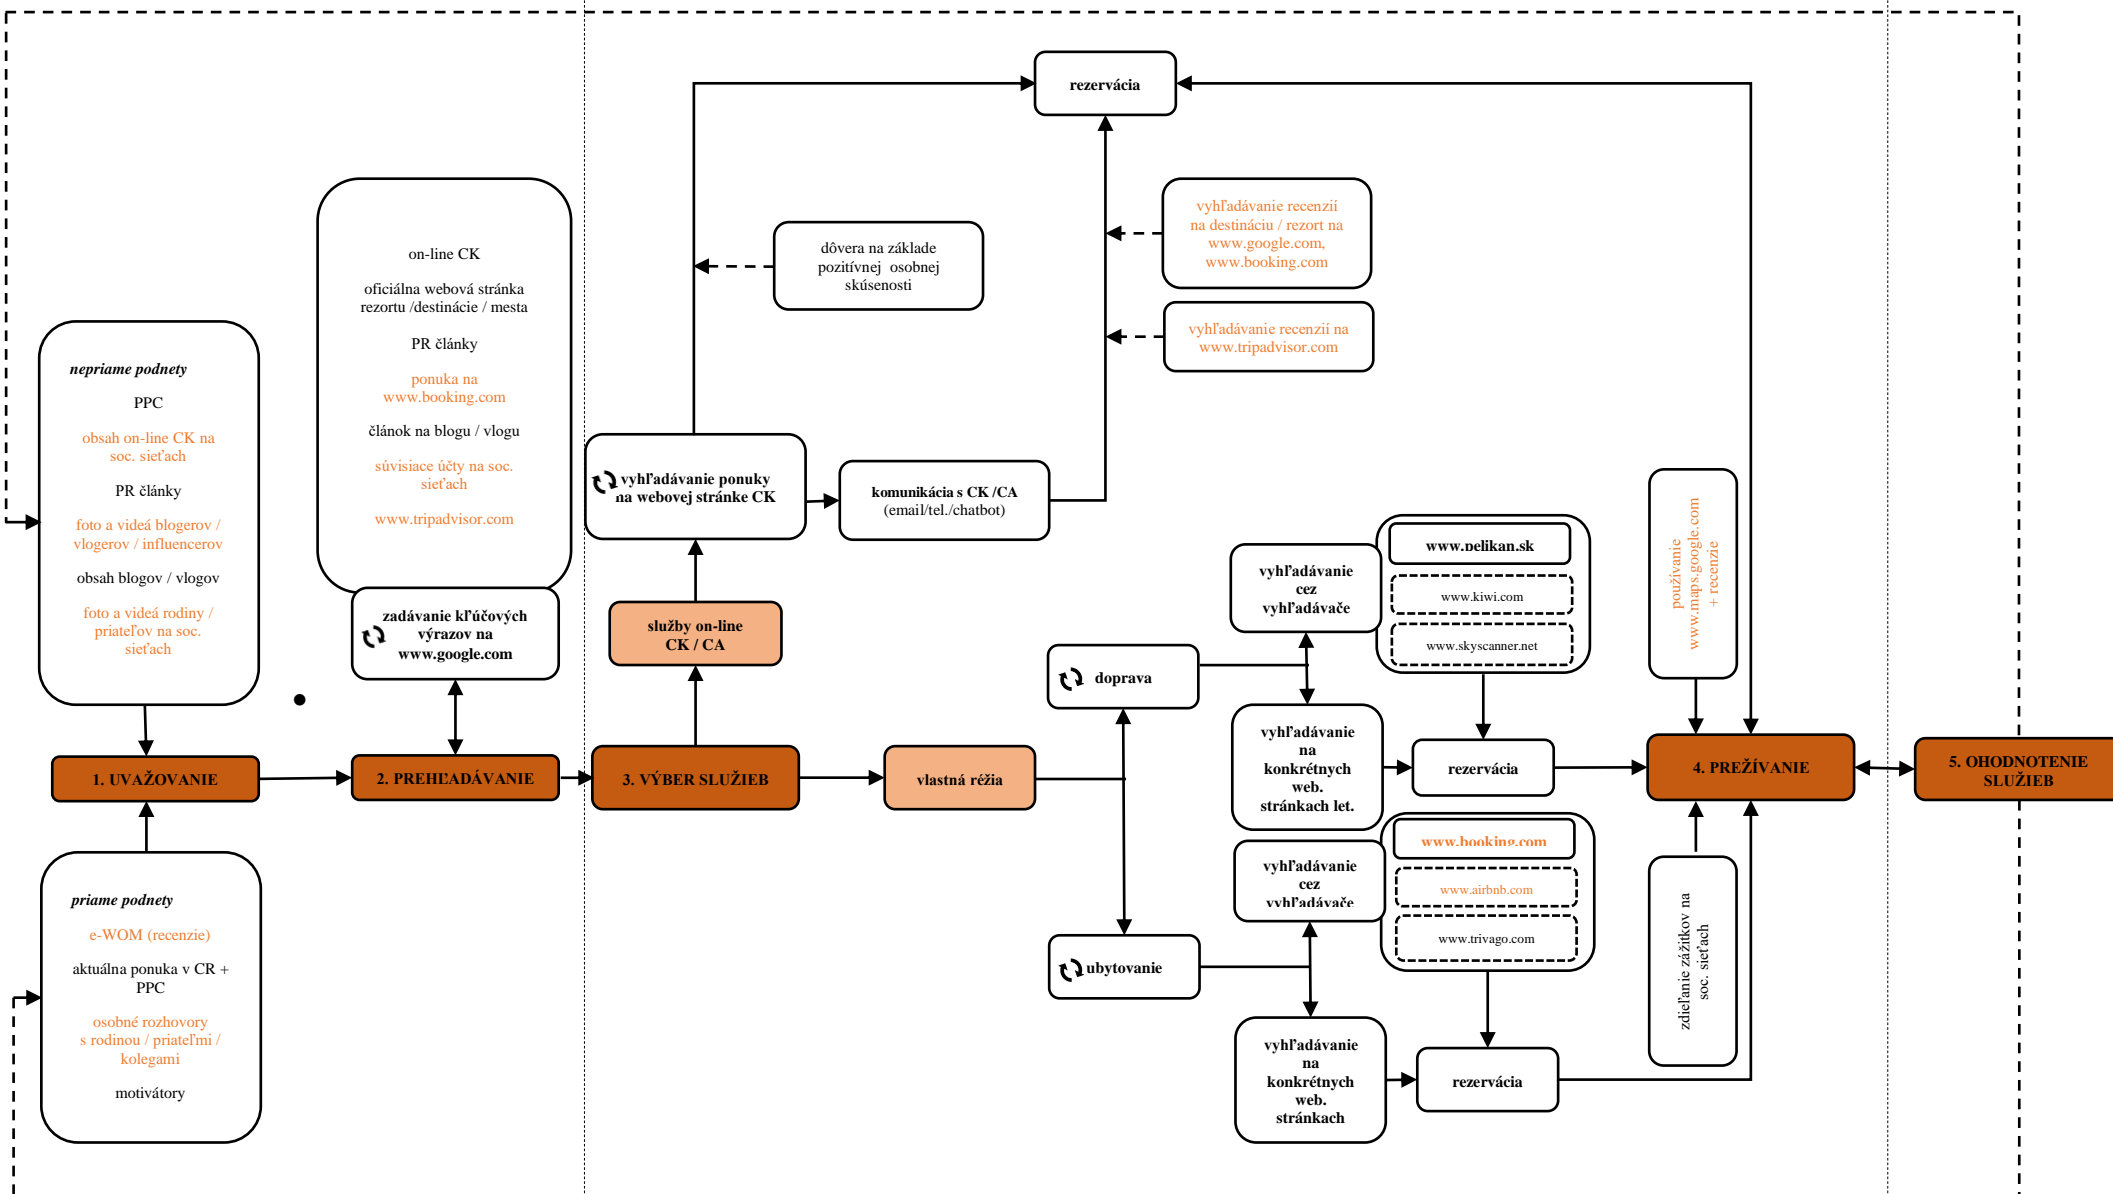 rezervácia
vyhľadávanie recenzií
na destináciu / rezort na
www.google.com,
www.booking.com
dôvera na základe
pozitívnej osobnej
skúsenosti
vyhľadávanie recenzií na
www.tripadvisor.com
on-line CK
oficiálna webová stránka
rezortu /destinácie / mesta
PR články
ponuka na
www.booking.com
článok na blogu / vlogu
súvisiace účty na soc.
sieťach
www.tripadvisor.com
nepriame podnety
PPC
obsah on-line CK na
soc. sieťach
PR články
foto a videá blogerov /
vlogerov / influencerov
obsah blogov / vlogov
foto a videá rodiny /
priateľov na soc.
sieťach
zadávanie kľúčových
výrazov na
www.google.com
vyhľadávanie ponuky
na webovej stránke CK
komunikácia s CK /CA
(email/tel./chatbot)
služby on-line
CK / CA
vyhľadávanie
cez
vyhľadávače
www.pelikan.sk
www.kiwi.com
www.skyscanner.net
používanie
www.maps.google.com
+ recenzie
doprava
vyhľadávanie
na
konkrétnych
web.
stránkach let.
rezervácia
1. UVAŽOVANIE
2. PREHĽADÁVANIE
3. VÝBER SLUŽIEB
vlastná réžia
4. PREŽÍVANIE
5. OHODNOTENIE
SLUŽIEB
priame podnety
e-WOM (recenzie)
aktuálna ponuka v CR +
PPC
osobné rozhovory
s rodinou / priateľmi /
kolegami
motivátory
vyhľadávanie
cez
vyhľadávače
www.booking.com
www.airbnb.com
www.trivago.com
ubytovanie
zdieľanie zážitkov na
soc. sieťach
vyhľadávanie
na
konkrétnych
web.
stránkach
rezervácia